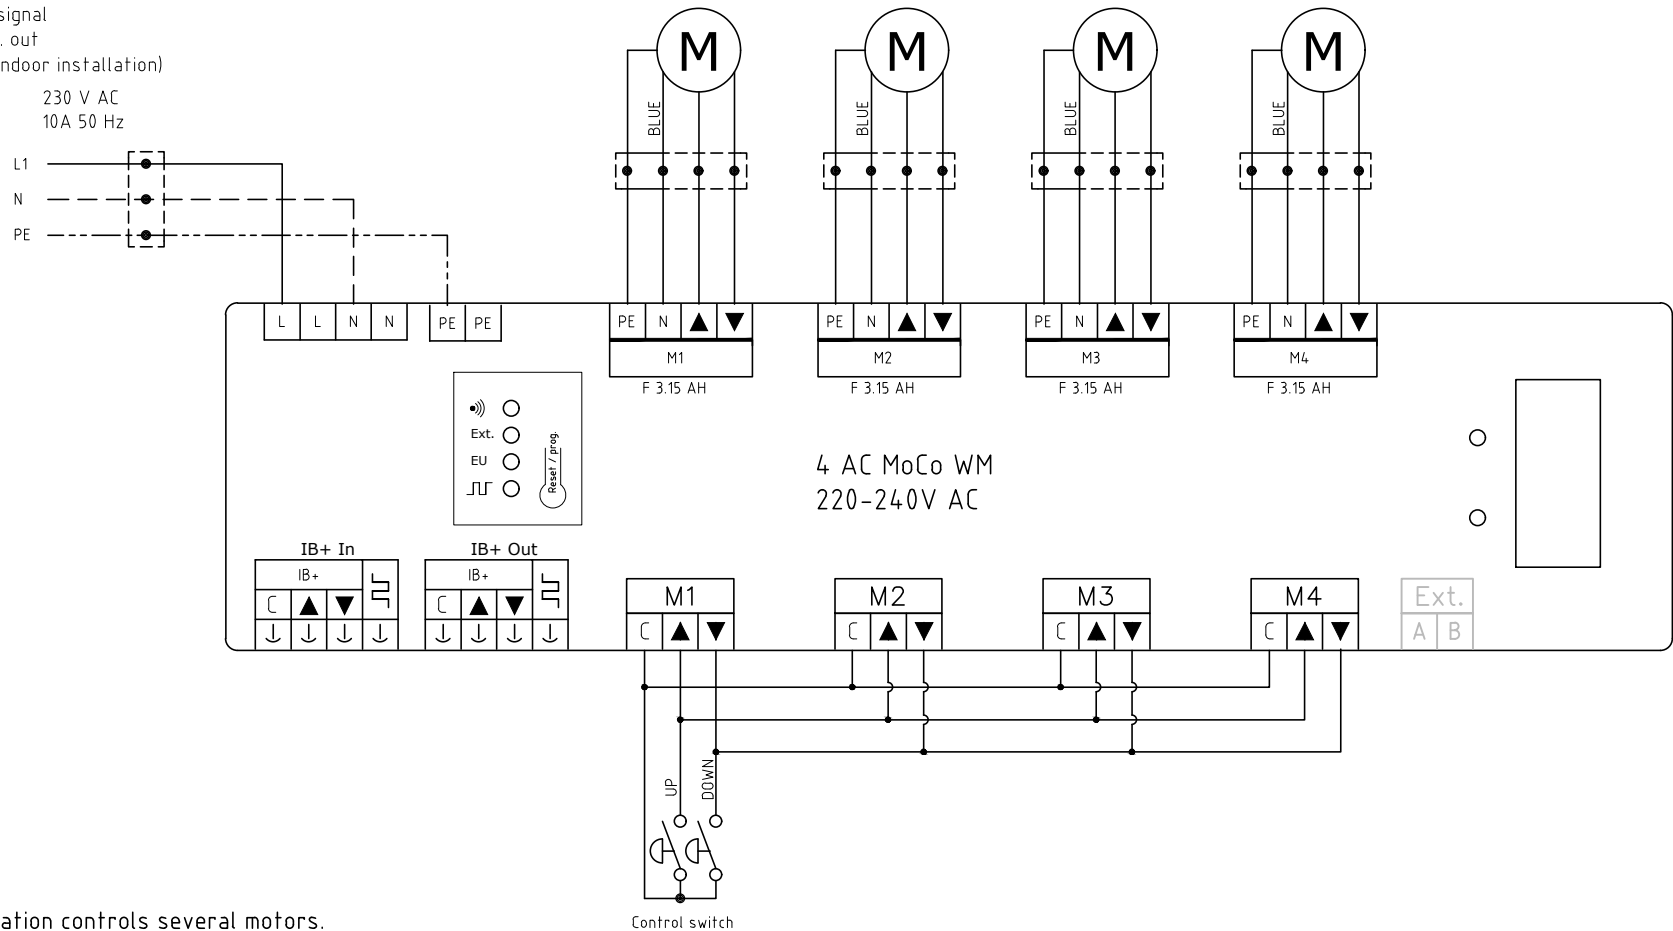 signal
. out
ndoor installation)
230 V AC
10A 50 Hz
L1
N
PE
M M M M
BLUE BLUE BLUE BLUE
L L N N PE PE
PE N ▲ ▼ PE N ▲ ▼ PE N ▲ ▼ PE N ▲ ▼
M1 M2 M3 M4
F 3.15 AH F 3.15 AH F 3.15 AH F 3.15 AH
Ext.
EU
Reset / prog.
4 AC MoCo WM
220-240V AC
IB+ In IB+ Out
IB+ IB+
C ▲ ▼ C ▲ ▼
M1 M2 M3 M4 Ext.
C ▲ ▼ C ▲ ▼ C ▲ ▼ C ▲ ▼ A B
UP DOWN
Control switch
ation controls several motors.